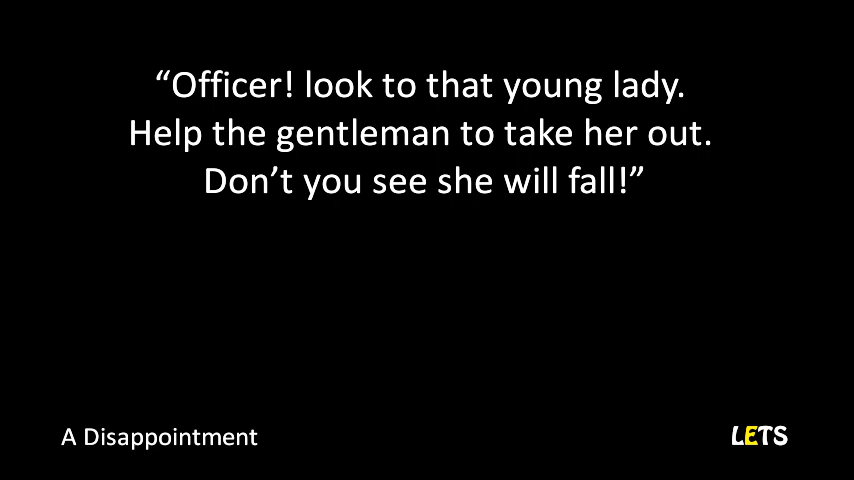 “Officer! look to that young lady.
Help the gentleman to take her out.
Don’t you see she will fall!”
A Disappointment
LETS